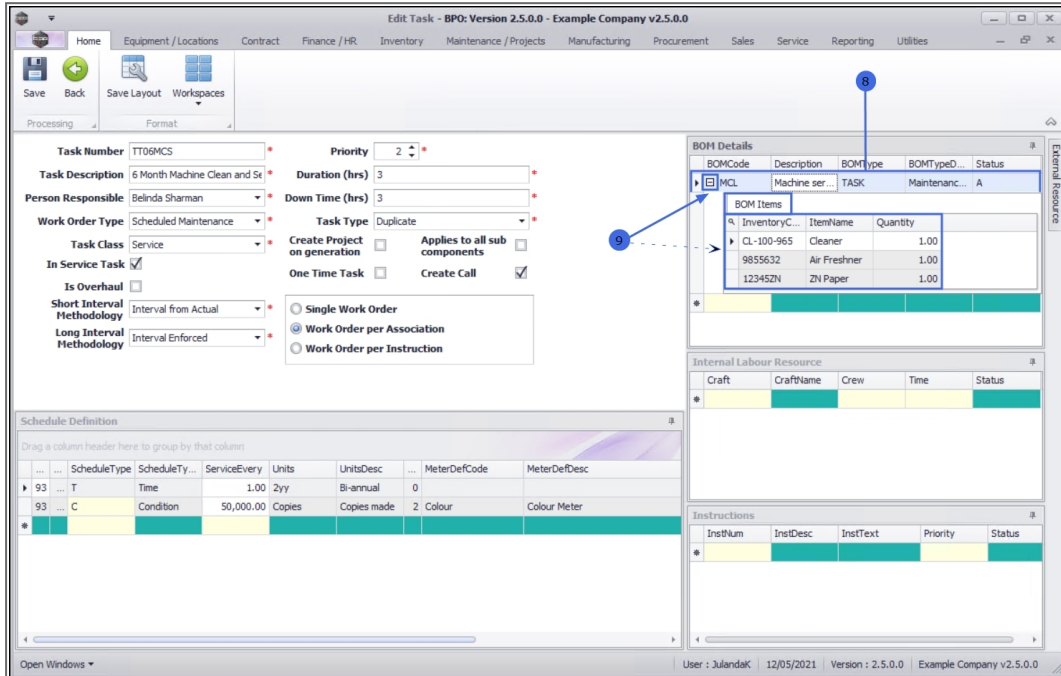 Edit Task - BPO: Version 2.5.0.0 - Example Company v2.5.0.0
Home Equipment / Locations Contract Finance / HR Inventory Maintenance / Projects Manufacturing Procurement Sales Service Reporting Utilities
Save Back Save Layout Workspaces
Processing Format
8
Task Number TT06MCS * Priority 2 *
Task Description 6 Month Machine Clean and Se * Duration (hrs) 3 *
Person Responsible Belinda Sharman * Down Time (hrs) 3 *
Work Order Type Scheduled Maintenance * Task Type Duplicate *
Task Class Service * Create Project on generation Applies to all sub components
In Service Task One Time Task Create Call
Is Overhaul
Short Interval Methodology Interval from Actual *
Long Interval Methodology Interval Enforced *
Single Work Order
Work Order per Association
Work Order per Instruction
BOM Details
BOMCode Description BOMType BOMTypeD... Status
MCL Machine ser... TASK Maintenanc... A
BOM Items
InventoryC... ItemName Quantity
CL-100-965 Cleaner 1.00
9855632 Air Freshner 1.00
12345ZN ZN Paper 1.00
9
External Resource
Internal Labour Resource
Craft CraftName Crew Time Status
Schedule Definition
Drag a column header here to group by that column
... ... ScheduleType ScheduleTy... ServiceEvery Units UnitsDesc ... MeterDefCode MeterDefDesc
93 ... T Time 1.00 2yy Bi-annual 0
93 ... C Condition 50,000.00 Copies Copies made 2 Colour Colour Meter
Instructions
InstNum InstDesc InstText Priority Status
Open Windows User : JulandaK 12/05/2021 Version : 2.5.0.0 Example Company v2.5.0.0